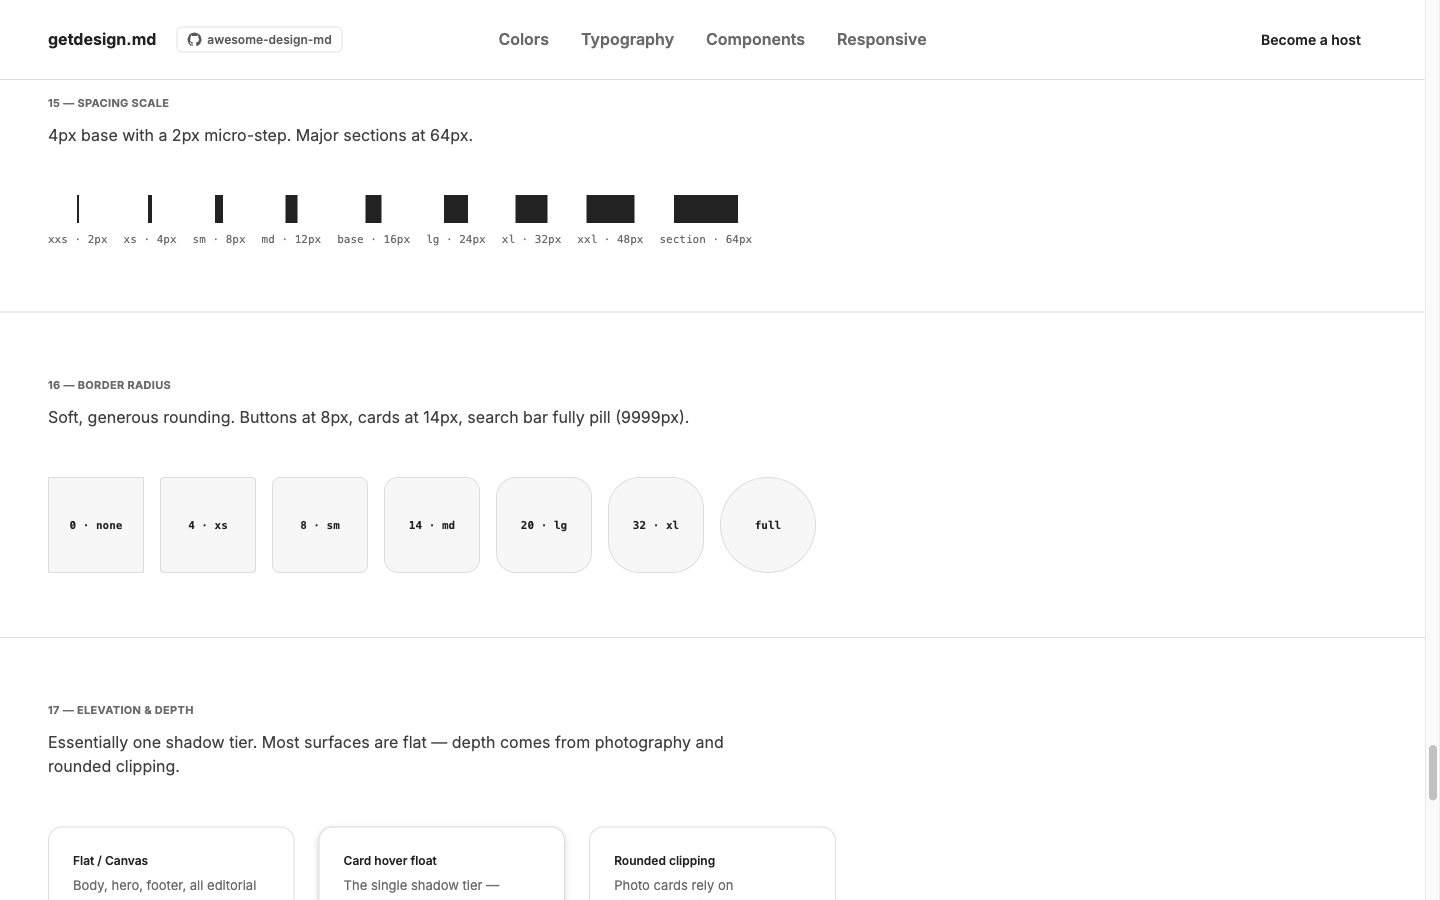 getdesign.md
awesome-design-md
Colors
Typography
Components
Responsive
Become a host
15 — SPACING SCALE
4px base with a 2px micro-step. Major sections at 64px.
xxs · 2px
xs · 4px
sm · 8px
md · 12px
base · 16px
lg · 24px
xl · 32px
xxl · 48px
section · 64px
16 — BORDER RADIUS
Soft, generous rounding. Buttons at 8px, cards at 14px, search bar fully pill (9999px).
0 · none
4 · xs
8 · sm
14 · md
20 · lg
32 · xl
full
17 — ELEVATION & DEPTH
Essentially one shadow tier. Most surfaces are flat — depth comes from photography and
rounded clipping.
Flat / Canvas
Body, hero, footer, all editorial
Card hover float
The single shadow tier —
Rounded clipping
Photo cards rely on